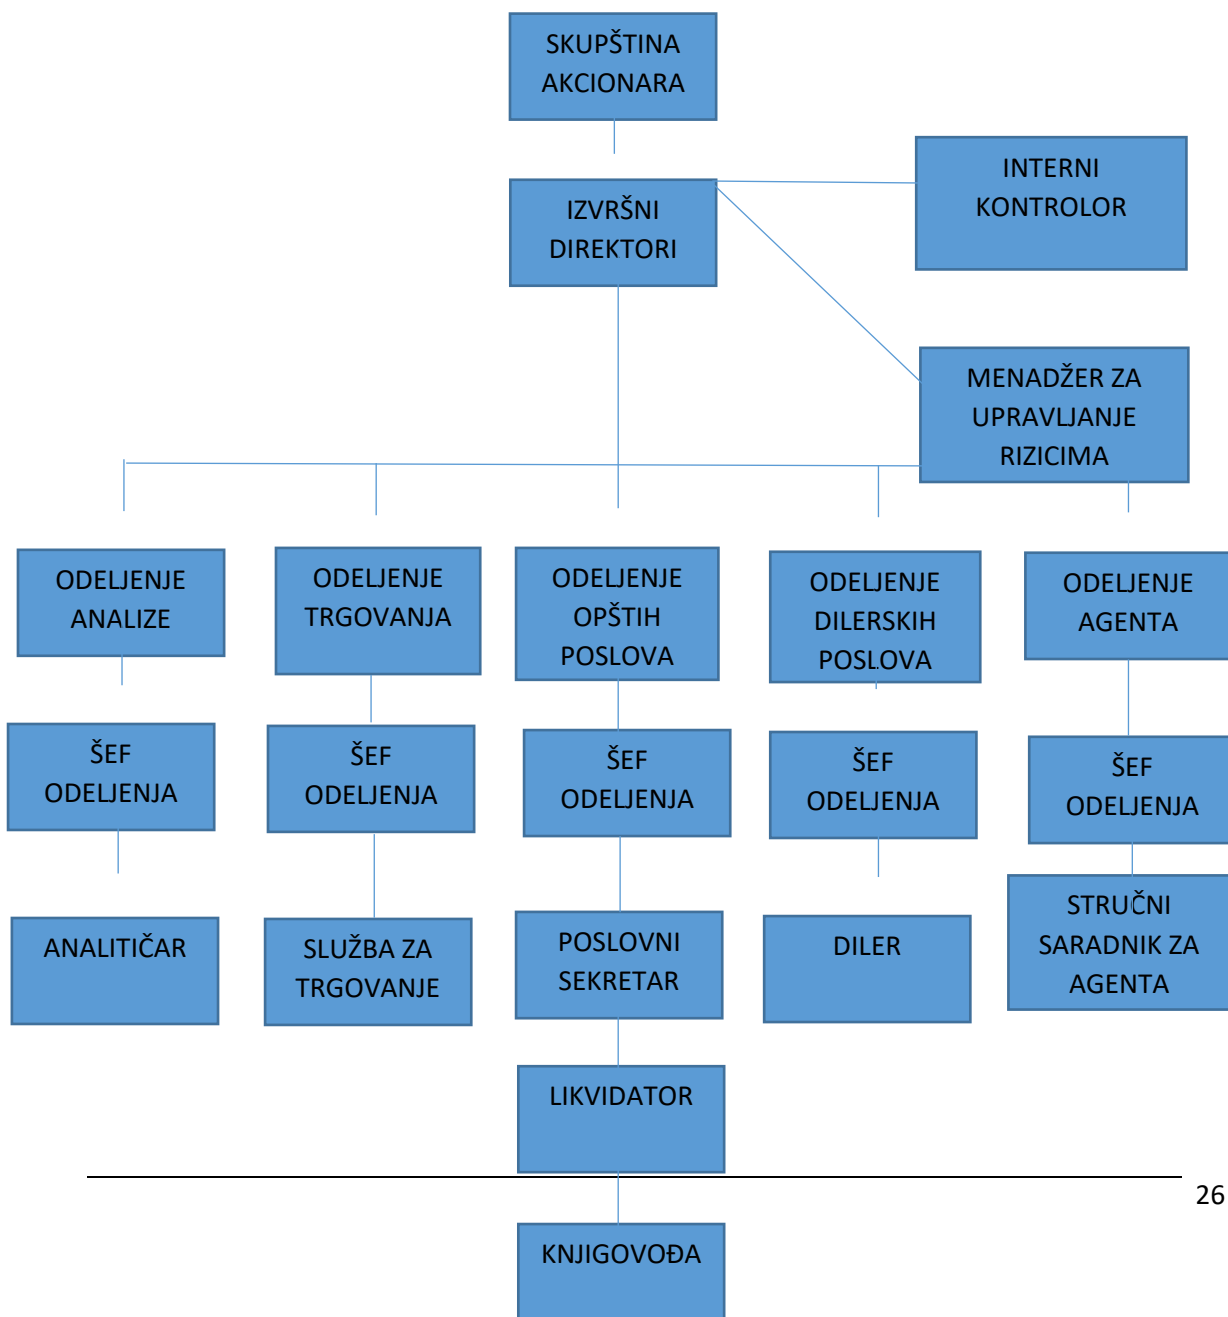 SKUPŠTINA
AKCIONARA
INTERNI
KONTROLOR
IZVRŠNI
DIREKTORI
MENADŽER ZA
UPRAVLJANJE
RIZICIMA
ODELJENJE
ANALIZE
ODELJENJE
TRGOVANJA
ODELJENJE
OPŠTIH
POSLOVA
ODELJENJE
DILERSKIH
POSLOVA
ODELJENJE
AGENTA
ŠEF
ODELJENJA
ŠEF
ODELJENJA
ŠEF
ODELJENJA
ŠEF
ODELJENJA
ŠEF
ODELJENJA
ANALITIČAR
SLUŽBA ZA
TRGOVANJE
POSLOVNI
SEKRETAR
DILER
STRUČNI
SARADNIK ZA
AGENTA
LIKVIDATOR
26
KNJIGOVOĐA